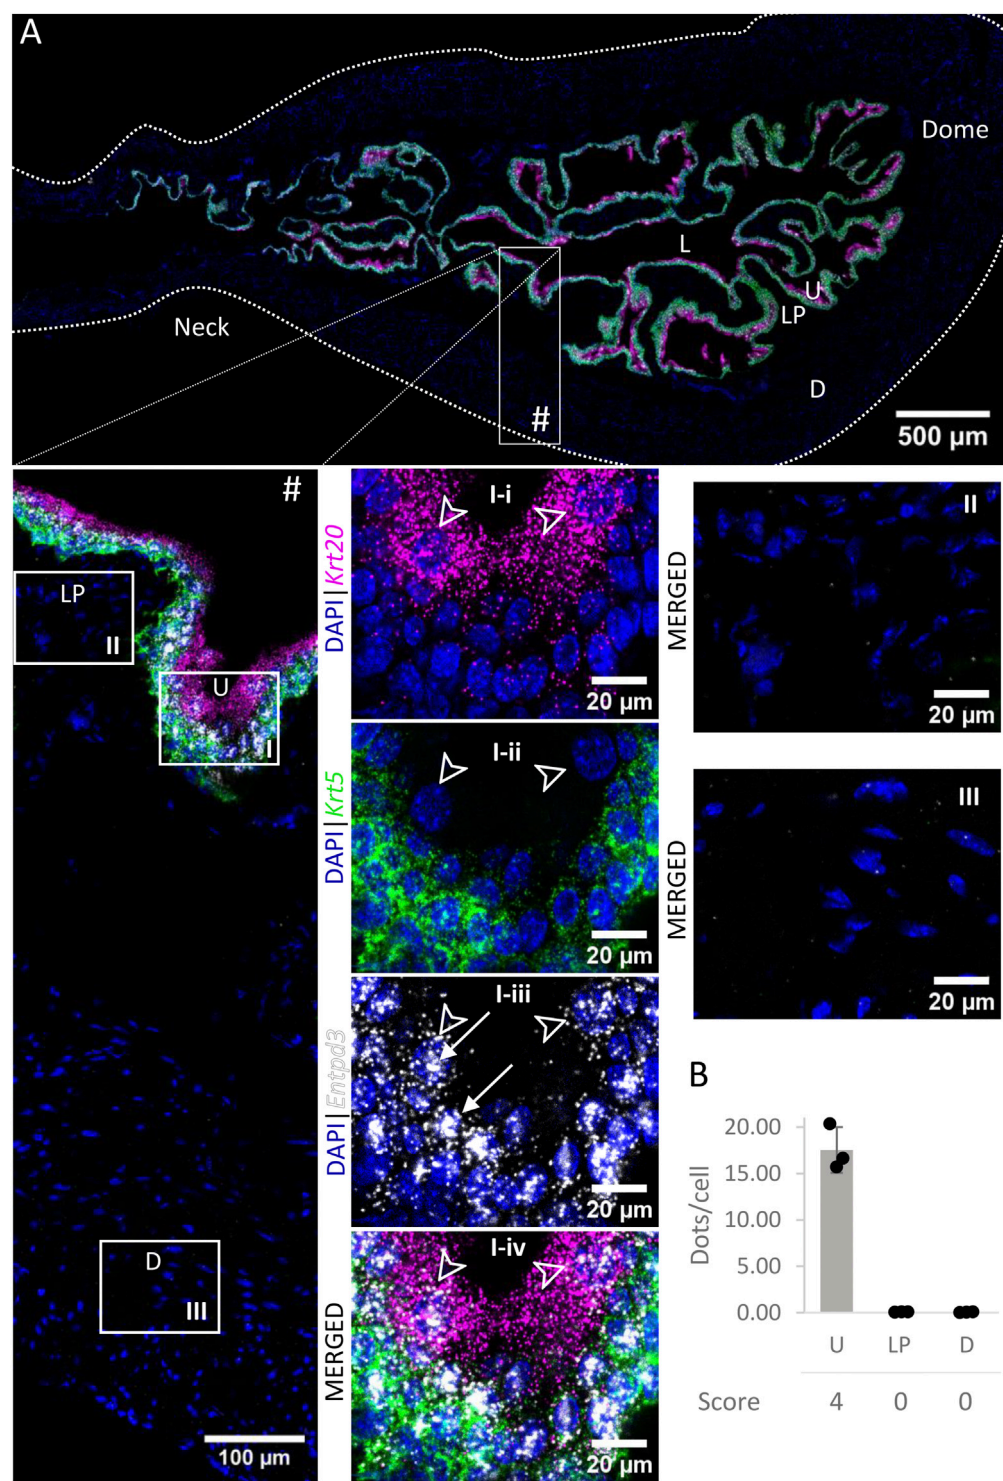 A
Dome
L
U
LP
Neck
D
#
500 µm
#
LP
II
U
I
D
III
100 µm
DAPI|Krt20
I-i
20 µm
DAPI|Krt5
I-ii
20 µm
DAPI|Entpd3
I-iii
20 µm
MERGED
I-iv
20 µm
MERGED
II
20 µm
MERGED
III
20 µm
B
Dots/cell
20.00
15.00
10.00
5.00
0.00
U LP D
Score 4 0 0